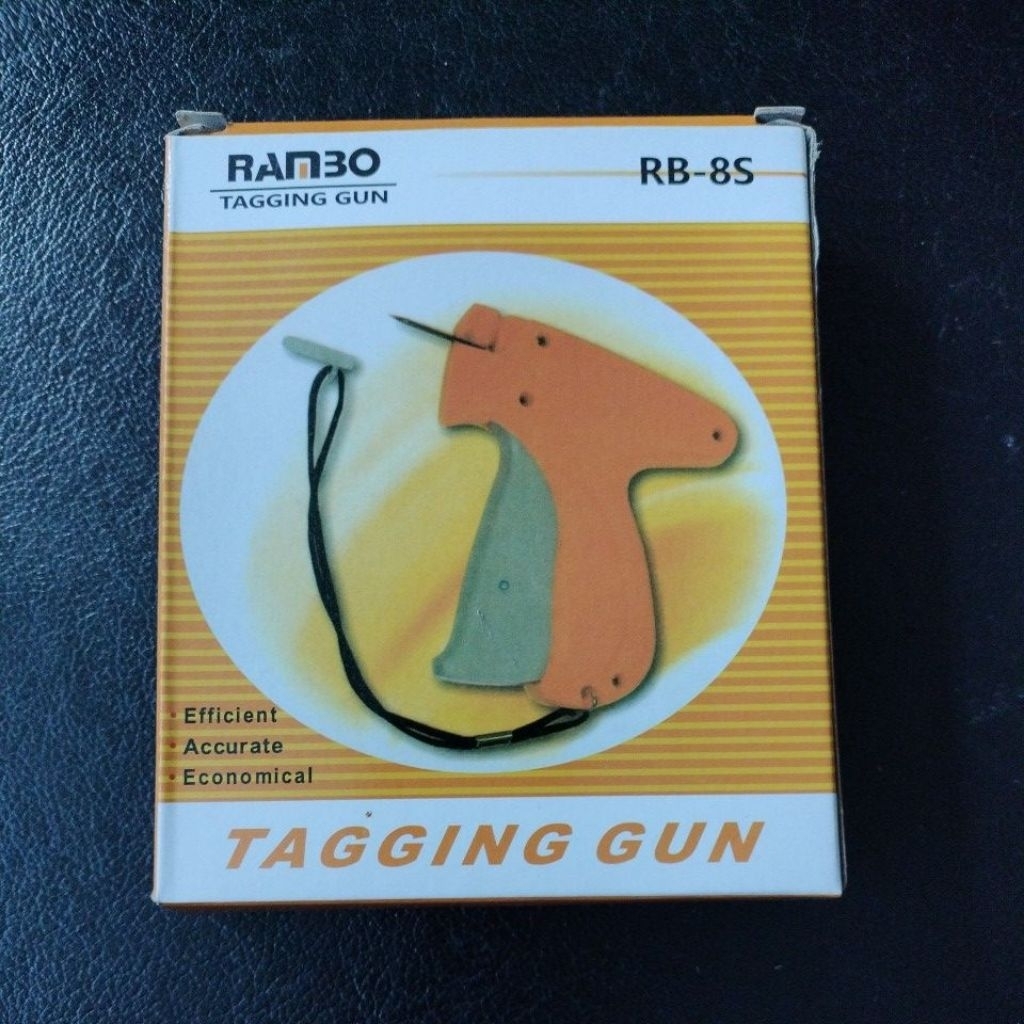 RAMBO
TAGGING GUN
RB-8S
• Efficient
• Accurate
• Economical
TAGGING GUN